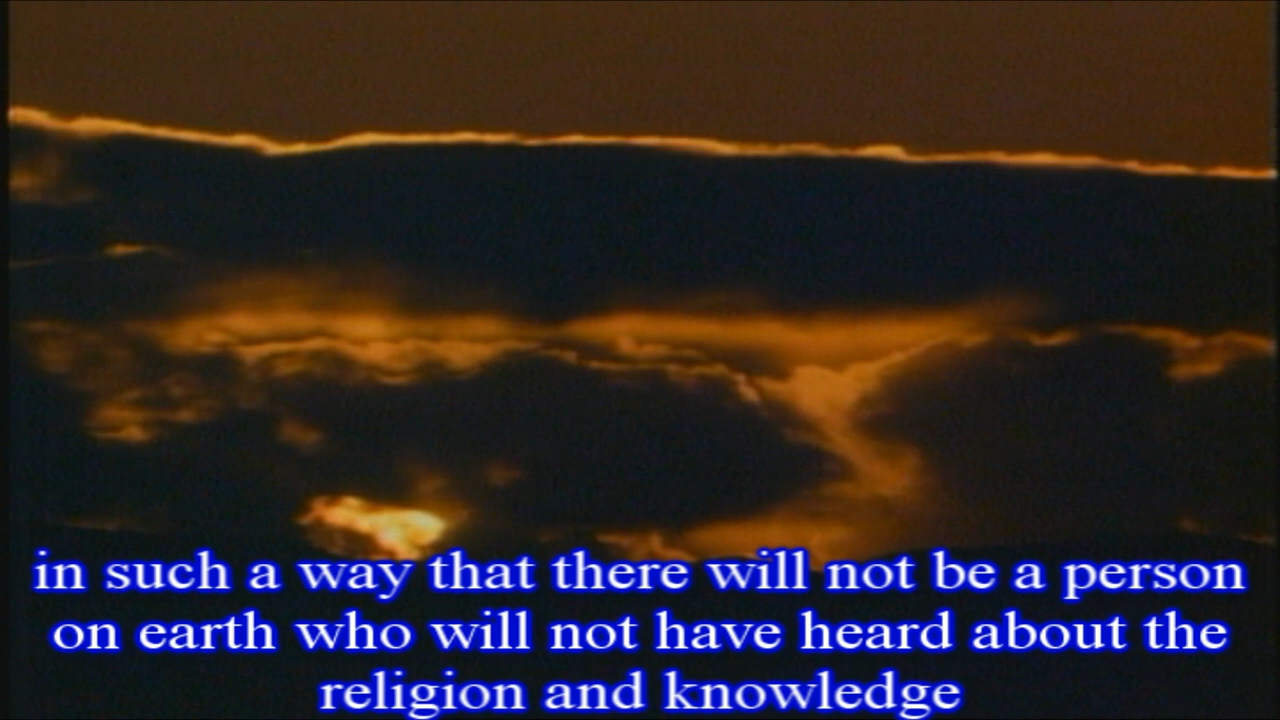 in such a way that there will not be a person
on earth who will not have heard about the
religion and knowledge